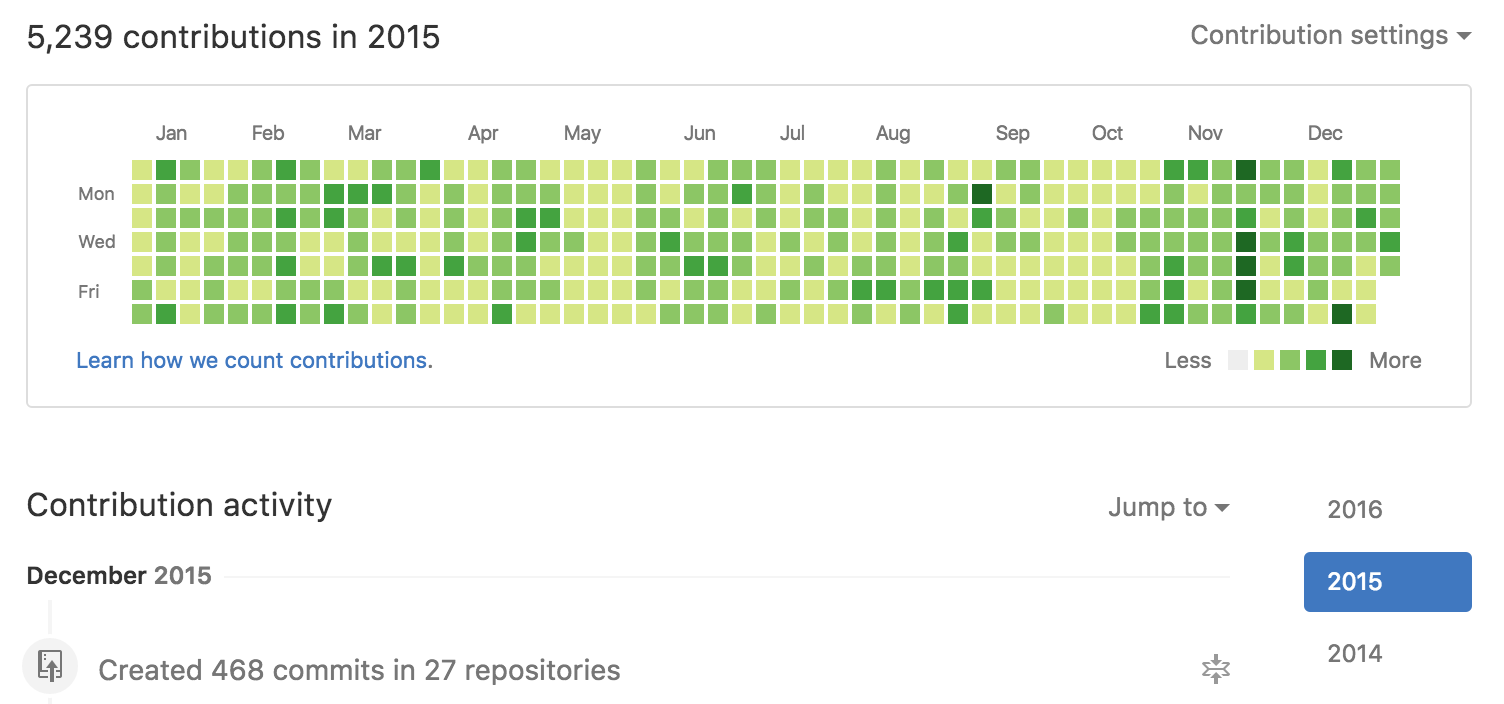 5,239 contributions in 2015
Contribution settings
Jan Feb Mar Apr May Jun Jul Aug Sep Oct Nov Dec
Mon
Wed
Fri
Learn how we count contributions.
Less More
Contribution activity
Jump to
2016
December 2015
2015
2014
Created 468 commits in 27 repositories